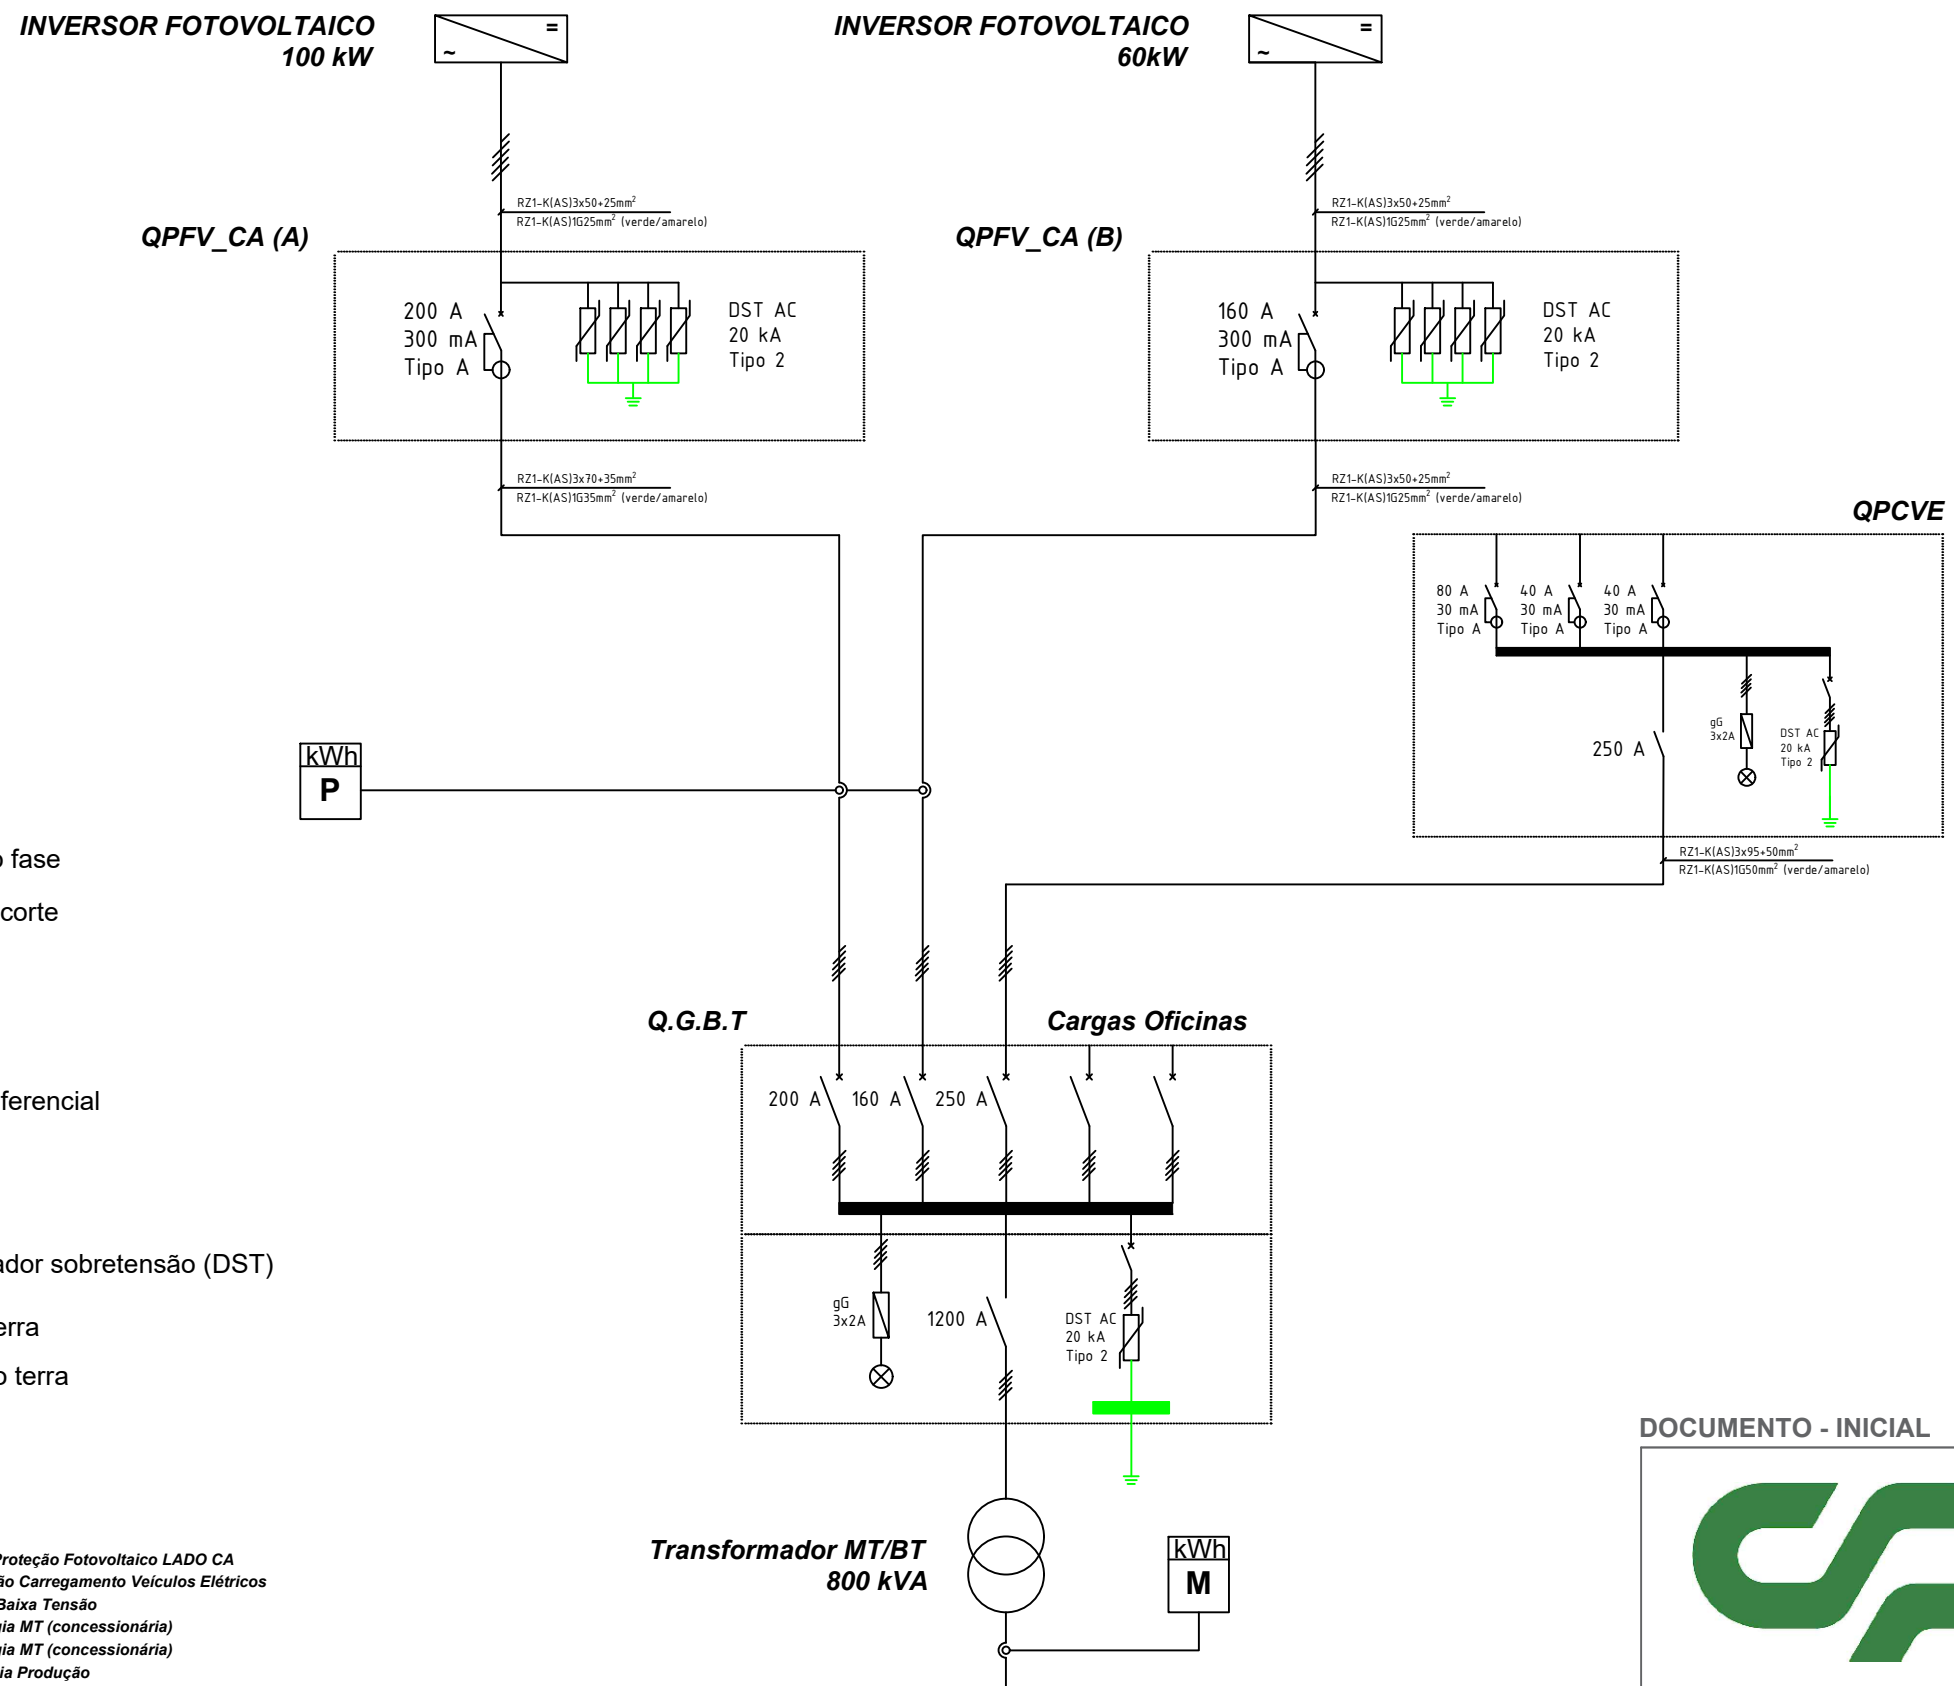 INVERSOR FOTOVOLTAICO
100 kW
=
~
INVERSOR FOTOVOLTAICO
60kW
=
~
RZ1-K(AS)3x50+25mm²
RZ1-K(AS)1G25mm² (verde/amarelo)
RZ1-K(AS)3x50+25mm²
RZ1-K(AS)1G25mm² (verde/amarelo)
QPFV_CA (A)
QPFV_CA (B)
200 A
300 mA
Tipo A
DST AC
20 kA
Tipo 2
160 A
300 mA
Tipo A
DST AC
20 kA
Tipo 2
RZ1-K(AS)3x70+35mm²
RZ1-K(AS)1G35mm² (verde/amarelo)
RZ1-K(AS)3x50+25mm²
RZ1-K(AS)1G25mm² (verde/amarelo)
QPCVE
80 A
30 mA
Tipo A
40 A
30 mA
Tipo A
40 A
30 mA
Tipo A
250 A
gG
3x2A
DST AC
20 kA
Tipo 2
kWh
P
RZ1-K(AS)3x95+50mm²
RZ1-K(AS)1G50mm² (verde/amarelo)
o fase
corte
Q.G.B.T
Cargas Oficinas
200 A
160 A
250 A
ferencial
ador sobretensão (DST)
erra
o terra
gG
3x2A
1200 A
DST AC
20 kA
Tipo 2
DOCUMENTO - INICIAL
Transformador MT/BT
800 kVA
kWh
M
Proteção Fotovoltaico LADO CA
ão Carregamento Veículos Elétricos
Baixa Tensão
gia MT (concessionária)
gia MT (concessionária)
ia Produção